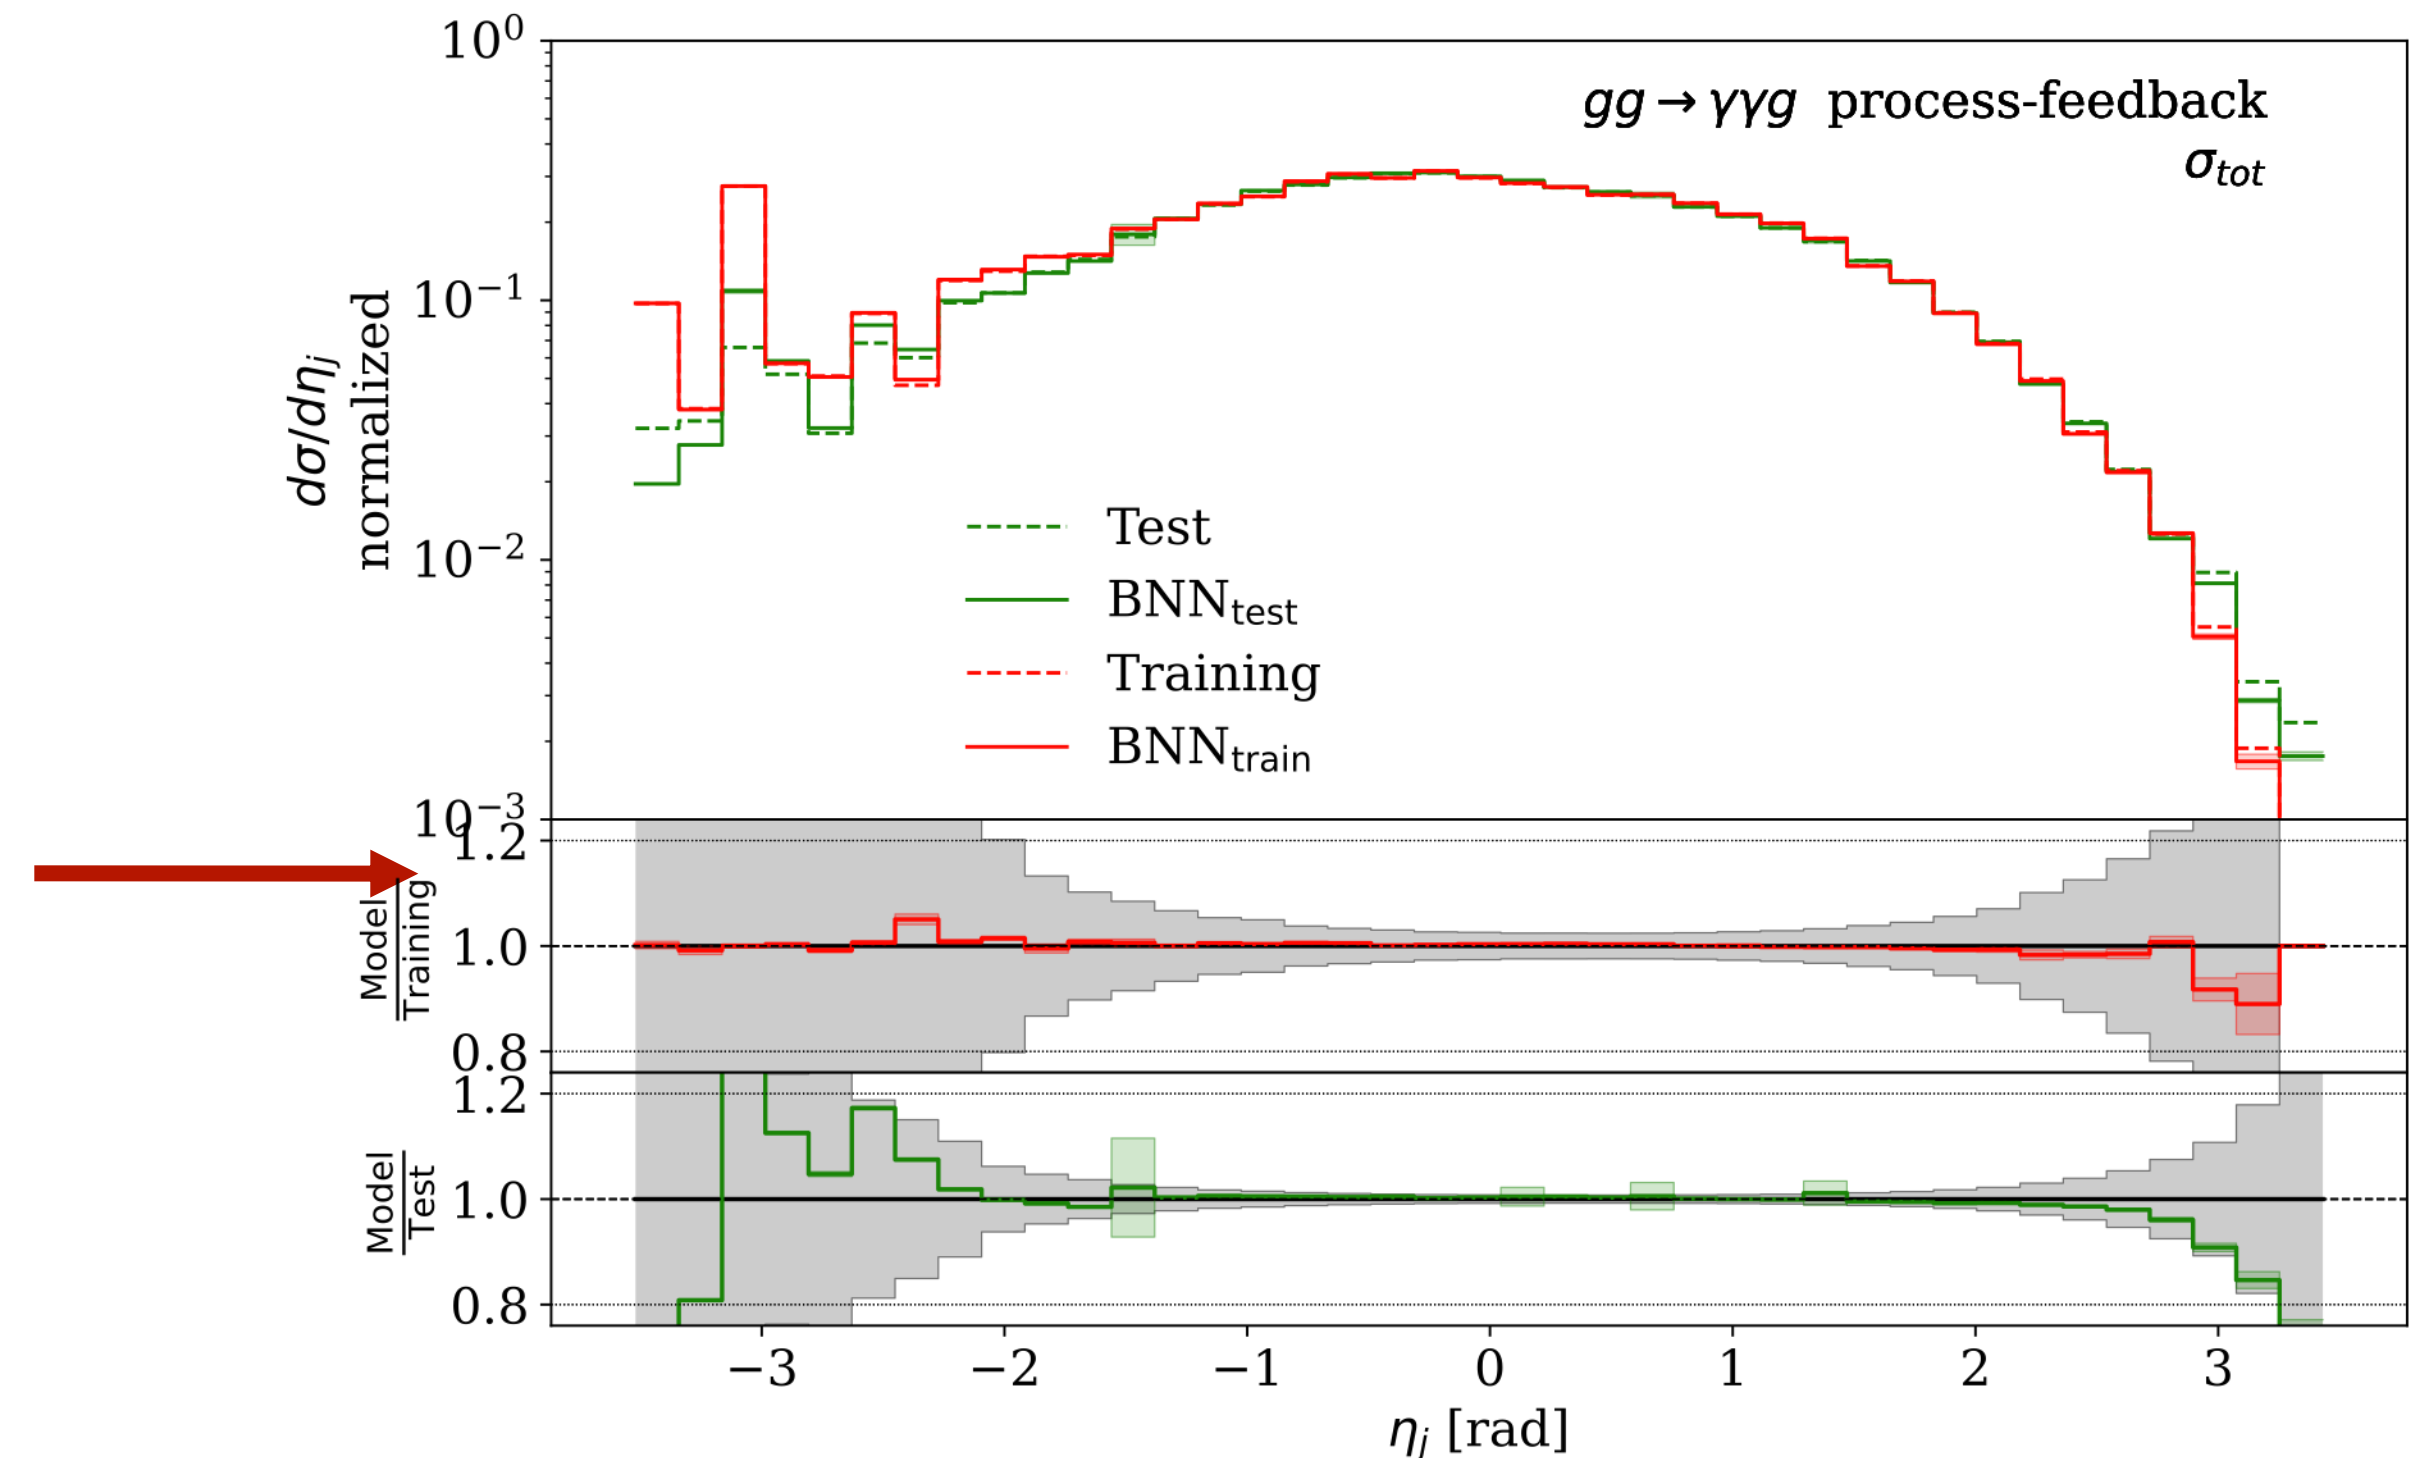 10⁰
gg → γγg process-feedback
σ_tot
10⁻¹
dσ/dη_j
normalized
10⁻²
Test
BNN_test
Training
BNN_train
10⁻³
1.2
Model
Training
1.0
0.8
1.2
Model
Test
1.0
0.8
−3 −2 −1 0 1 2 3
η_j [rad]